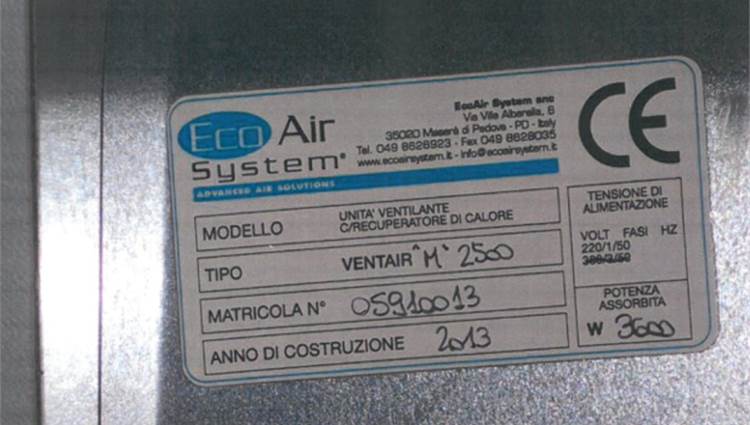 Eco Air
System®
ADVANCED AIR SOLUTIONS
EcoAir System snc
Via Villa Albarella, 8
35020 Maserà di Padova - PD - Italy
Tel. 049 8626923 - Fax 049 8628035
www.ecoairsystem.it - info@ecoairsystem.it
CE
MODELLO
UNITA' VENTILANTE
C/RECUPERATORE DI CALORE
TIPO VENTAIR "M" 2500
MATRICOLA N° 05910013
ANNO DI COSTRUZIONE 2013
TENSIONE DI
ALIMENTAZIONE
VOLT FASI HZ
220/1/50
380/3/50
POTENZA
ASSORBITA
W 3600